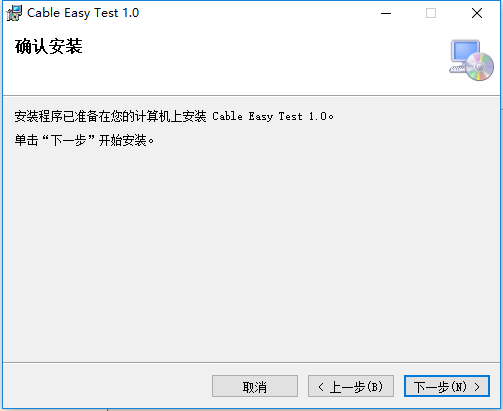 Cable Easy Test 1.0
确认安装
安装程序已准备在您的计算机上安装 Cable Easy Test 1.0。
单击“下一步”开始安装。
取消
< 上一步(B)
下一步(N) >